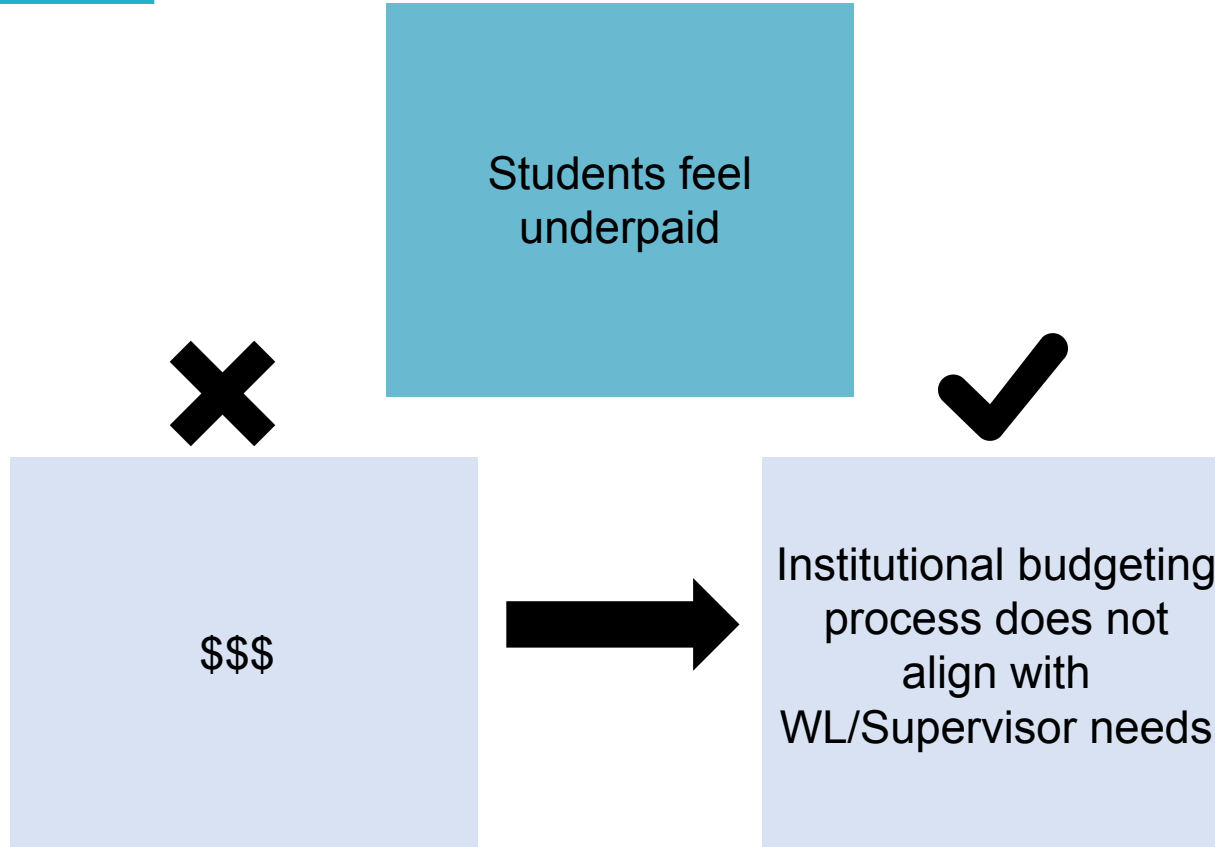 Students feel
underpaid
$$$
Institutional budgeting
process does not
align with
WL/Supervisor needs